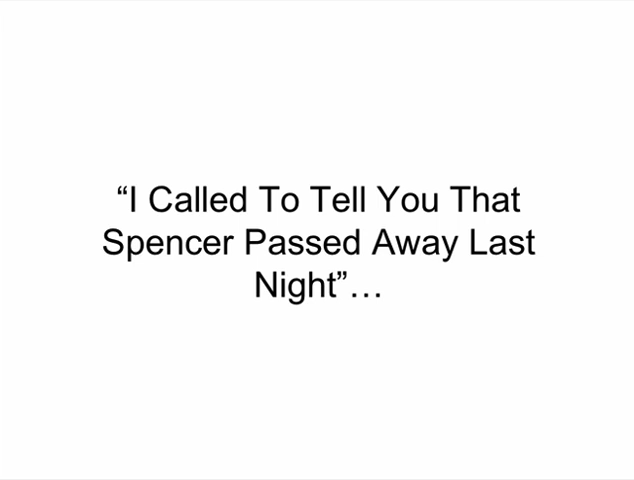 “I Called To Tell You That
Spencer Passed Away Last
Night”…